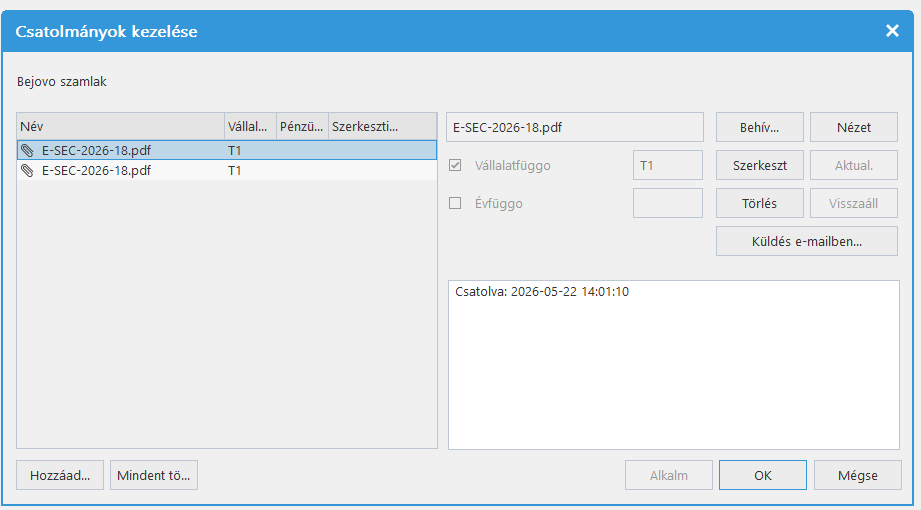 Csatolmányok kezelése
Bejovo szamlak
Név Vállal... Pénzü... Szerkeszti...
E-SEC-2026-18.pdf T1
E-SEC-2026-18.pdf T1
E-SEC-2026-18.pdf Behív... Nézet
Vállalatfüggo T1 Szerkeszt Aktual.
Évfüggo Törlés Visszaáll
Küldés e-mailben...
Csatolva: 2026-05-22 14:01:10
Hozzáad... Mindent tö... Alkalm OK Mégse